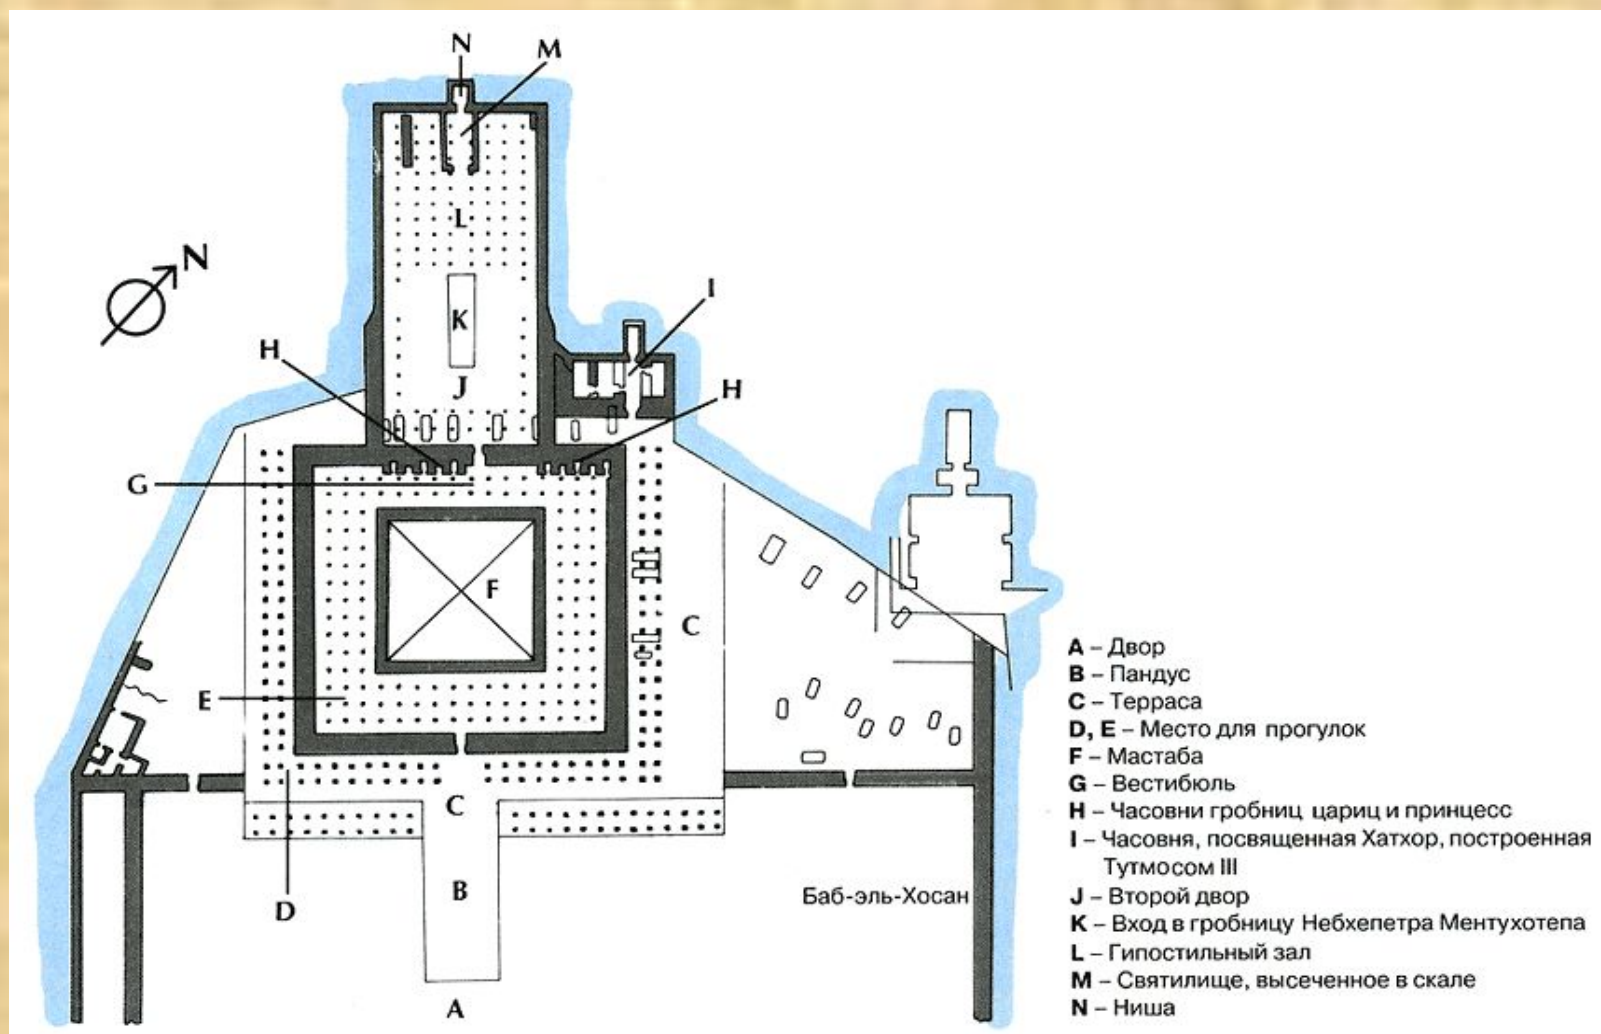 N
M
N
L
I
K
H
J
H
G
F
C
E
C
B
D
A
Баб-эль-Хосан
A – Двор
B – Пандус
C – Терраса
D, E – Место для прогулок
F – Мастаба
G – Вестибюль
H – Часовни гробниц цариц и принцесс
I – Часовня, посвященная Хатхор, построенная
Тутмосом III
J – Второй двор
K – Вход в гробницу Небхепетра Ментухотепа
L – Гипостильный зал
M – Святилище, высеченное в скале
N – Ниша